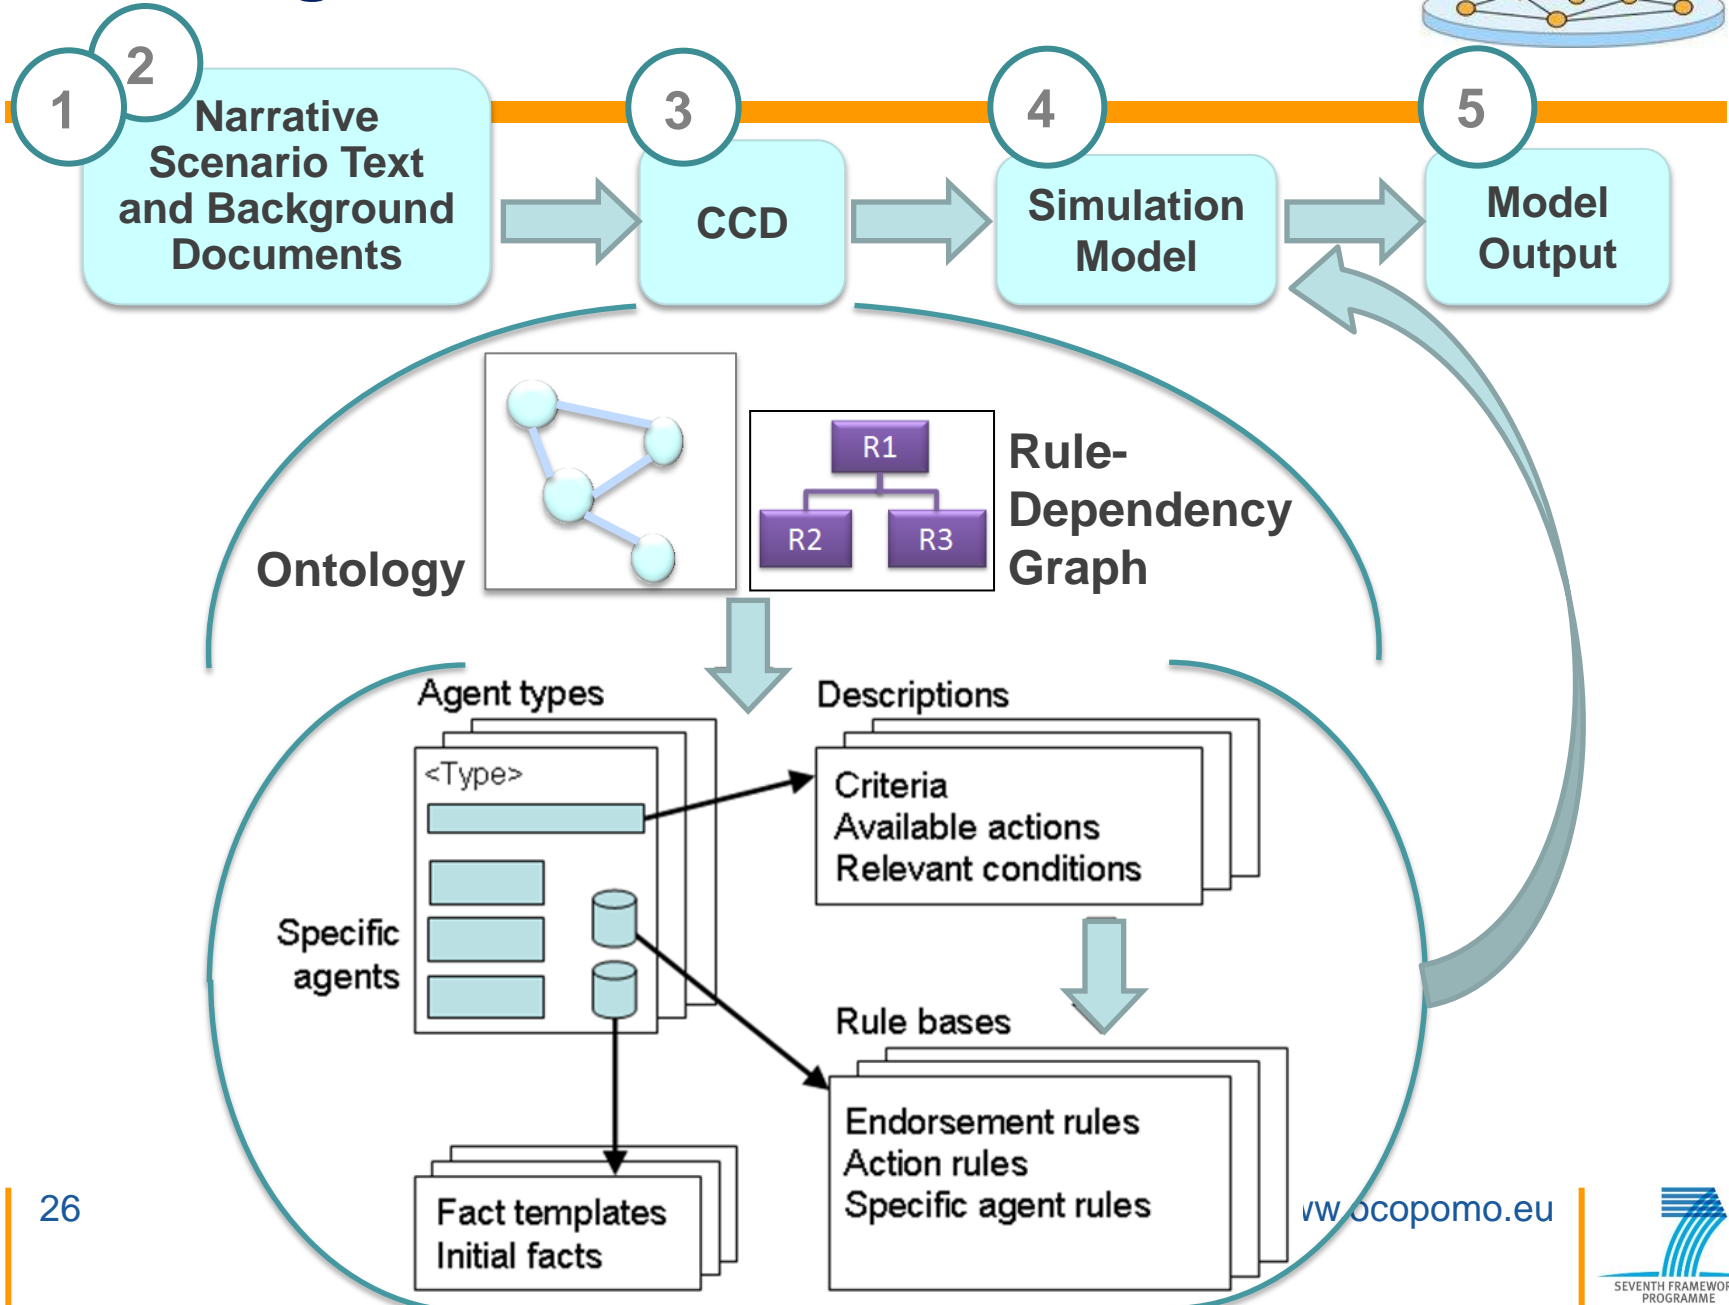 1
2
3
4
5
Narrative
Scenario Text
and Background
Documents
CCD
Simulation
Model
Model
Output
Ontology
R1
R2
R3
Rule-
Dependency
Graph
Agent types
<Type>
Specific
agents
Descriptions
Criteria
Available actions
Relevant conditions
Rule bases
Endorsement rules
Action rules
Specific agent rules
Fact templates
Initial facts
26
ocopomo.eu
SEVENTH
PROGRAMME